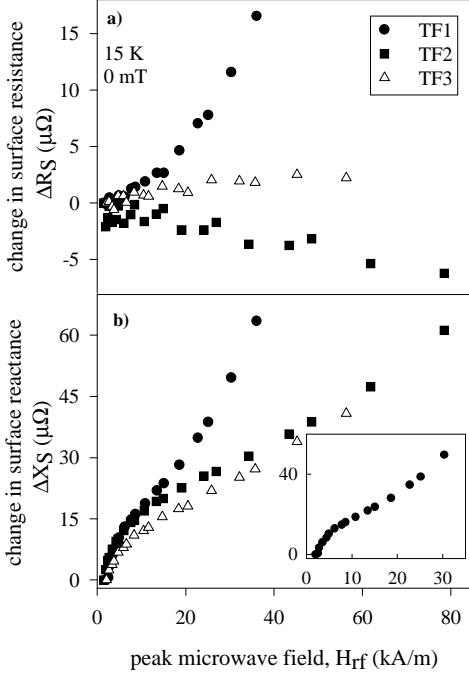 a)
15 K
0 mT
TF1
TF2
TF3
15
10
5
0
-5
change in surface resistance
ΔRS (μΩ)
b)
60
45
30
15
0
change in surface reactance
ΔXS (μΩ)
40
0
0 10 20 30 40
0 20 40 60 80
peak microwave field, Hrf (kA/m)